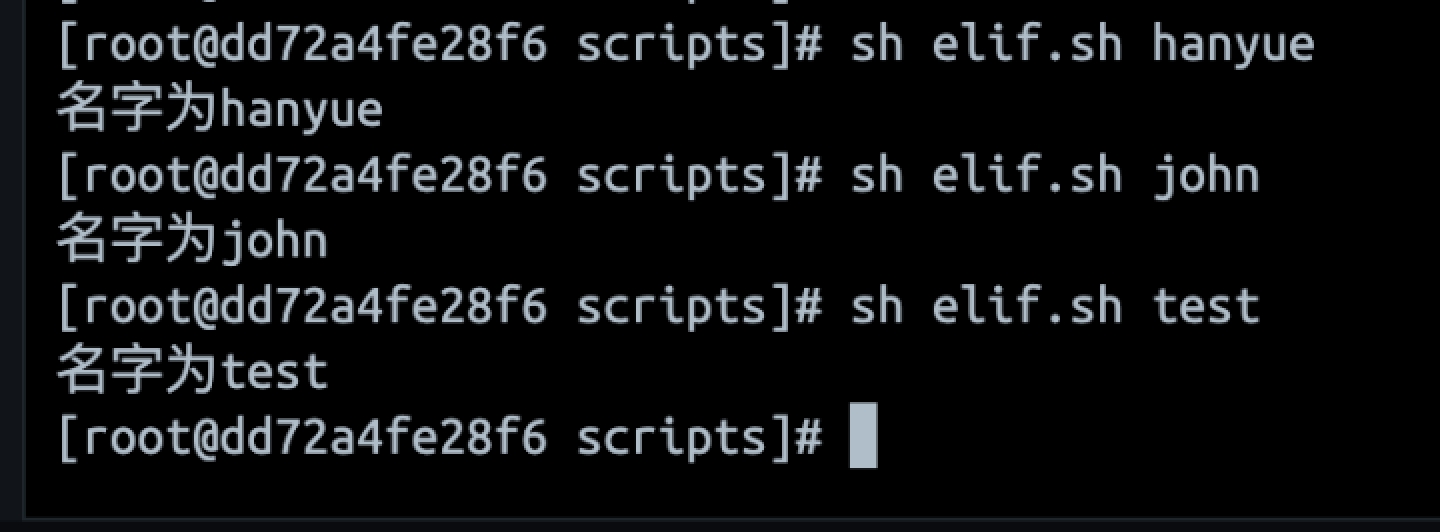 [root@dd72a4fe28f6 scripts]# sh elif.sh hanyue
名字为hanyue
[root@dd72a4fe28f6 scripts]# sh elif.sh john
名字为john
[root@dd72a4fe28f6 scripts]# sh elif.sh test
名字为test
[root@dd72a4fe28f6 scripts]#